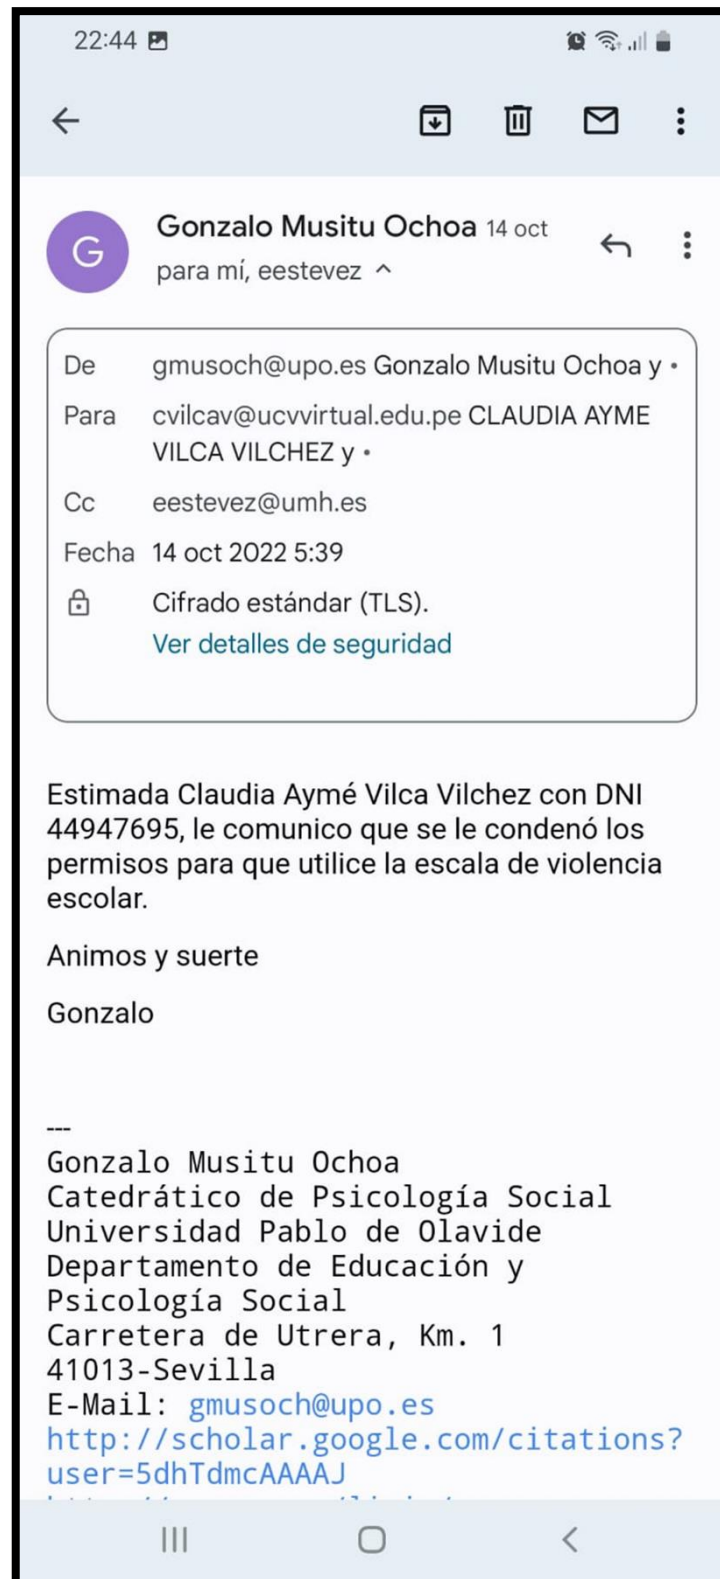 22:44
G
Gonzalo Musitu Ochoa 14 oct
para mí, eestevez
De gmusoch@upo.es Gonzalo Musitu Ochoa y •
Para cvilcav@ucvvirtual.edu.pe CLAUDIA AYME
VILCA VILCHEZ y •
Cc eestevez@umh.es
Fecha 14 oct 2022 5:39
Cifrado estándar (TLS).
Ver detalles de seguridad
Estimada Claudia Aymé Vilca Vilchez con DNI
44947695, le comunico que se le condenó los
permisos para que utilice la escala de violencia
escolar.
Animos y suerte
Gonzalo
---
Gonzalo Musitu Ochoa
Catedrático de Psicología Social
Universidad Pablo de Olavide
Departamento de Educación y
Psicología Social
Carretera de Utrera, Km. 1
41013-Sevilla
E-Mail: gmusoch@upo.es
http://scholar.google.com/citations?
user=5dhTdmcAAAAJ